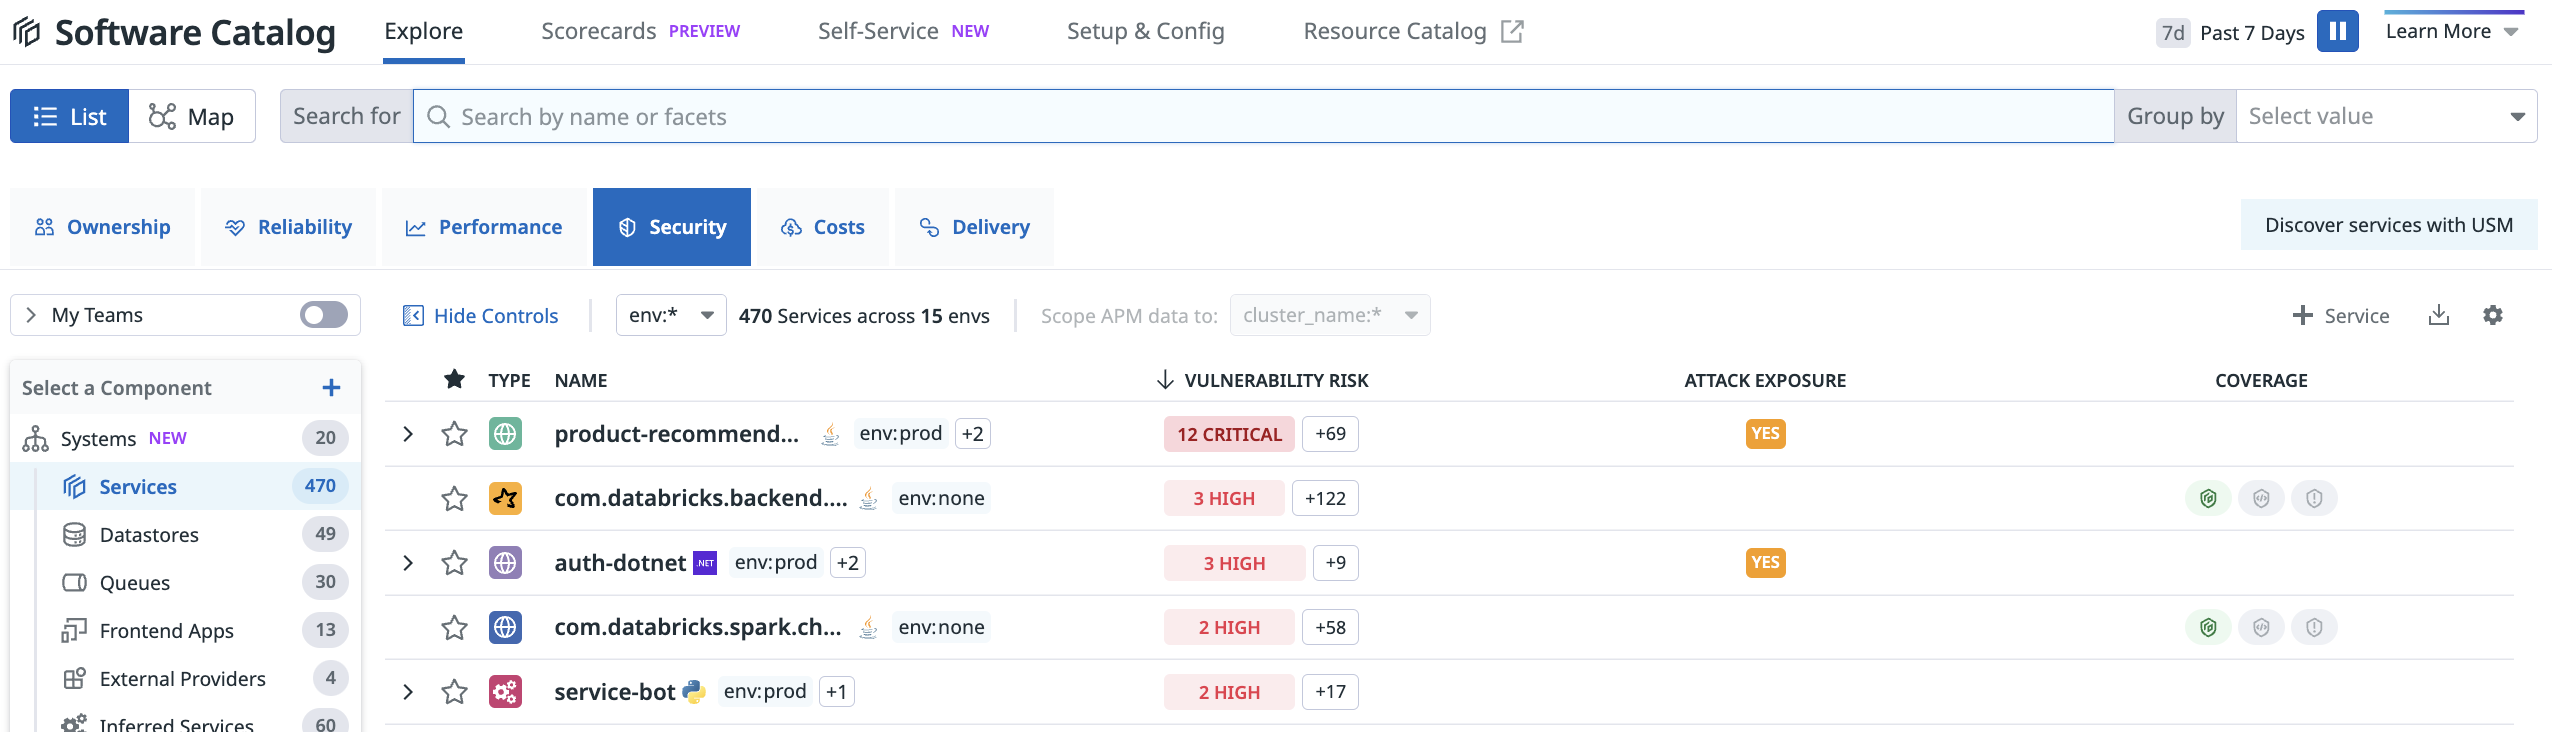 Software Catalog Explore Scorecards PREVIEW Self-Service NEW Setup & Config Resource Catalog 7d Past 7 Days Learn More
List Map Search for Search by name or facets Group by Select value
Ownership Reliability Performance Security Costs Delivery Discover services with USM
My Teams Hide Controls env:* 470 Services across 15 envs Scope APM data to: cluster_name:* + Service
Select a Component + TYPE NAME VULNERABILITY RISK ATTACK EXPOSURE COVERAGE
Systems NEW 20
Services 470
Datastores 49
Queues 30
Frontend Apps 13
External Providers 4
Inferred Services 60
product-recommend... env:prod +2 12 CRITICAL +69 YES
com.databricks.backend.... env:none 3 HIGH +122
auth-dotnet .NET env:prod +2 3 HIGH +9 YES
com.databricks.spark.ch... env:none 2 HIGH +58
service-bot env:prod +1 2 HIGH +17